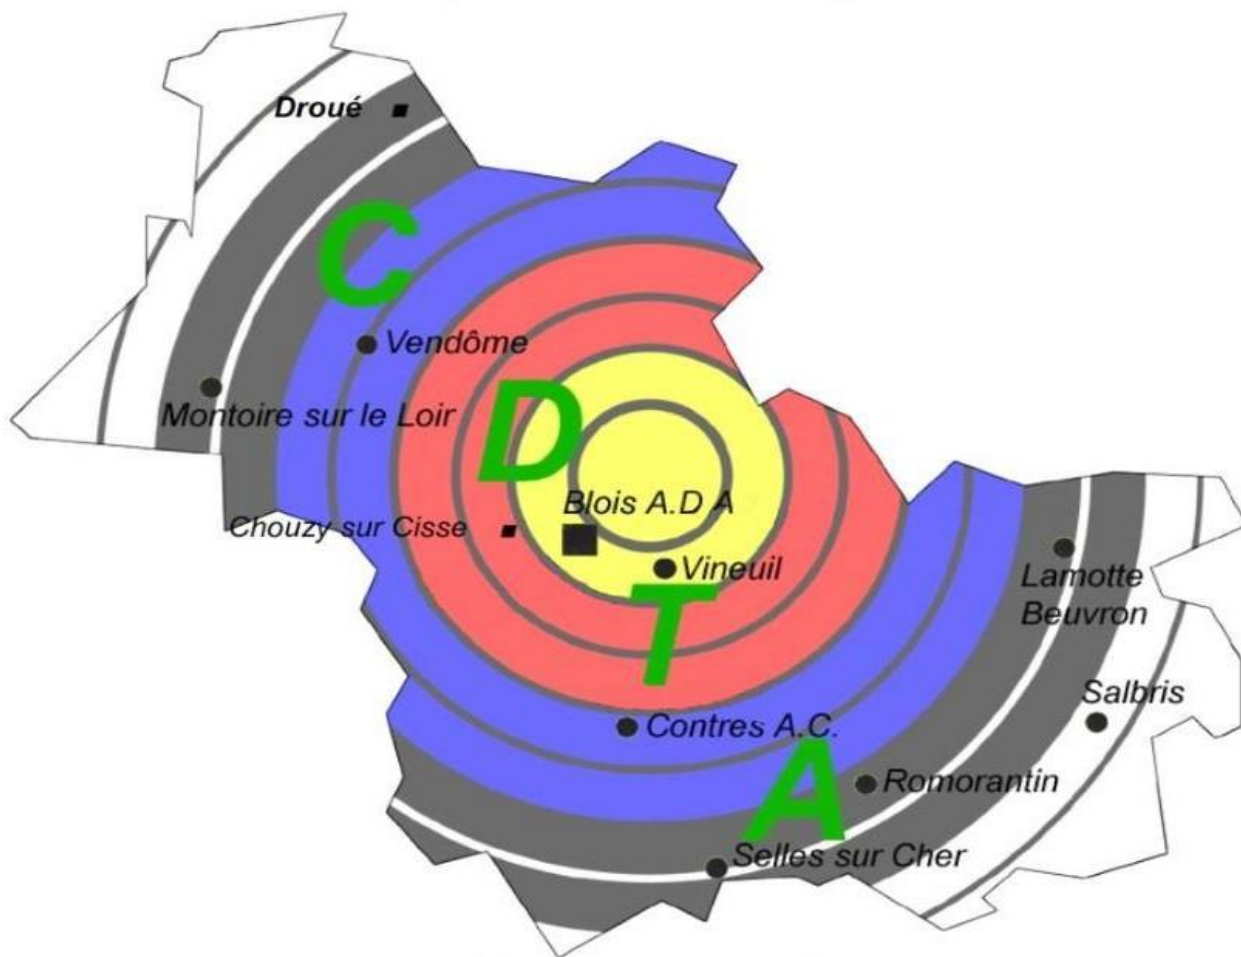 Droué
C
Vendôme
Montoire sur le Loir
D
Blois A.D A
Chouzy sur Cisse
Vineuil
Lamotte
Beuvron
T
Salbris
Contres A.C.
A
Romorantin
Selles sur Cher